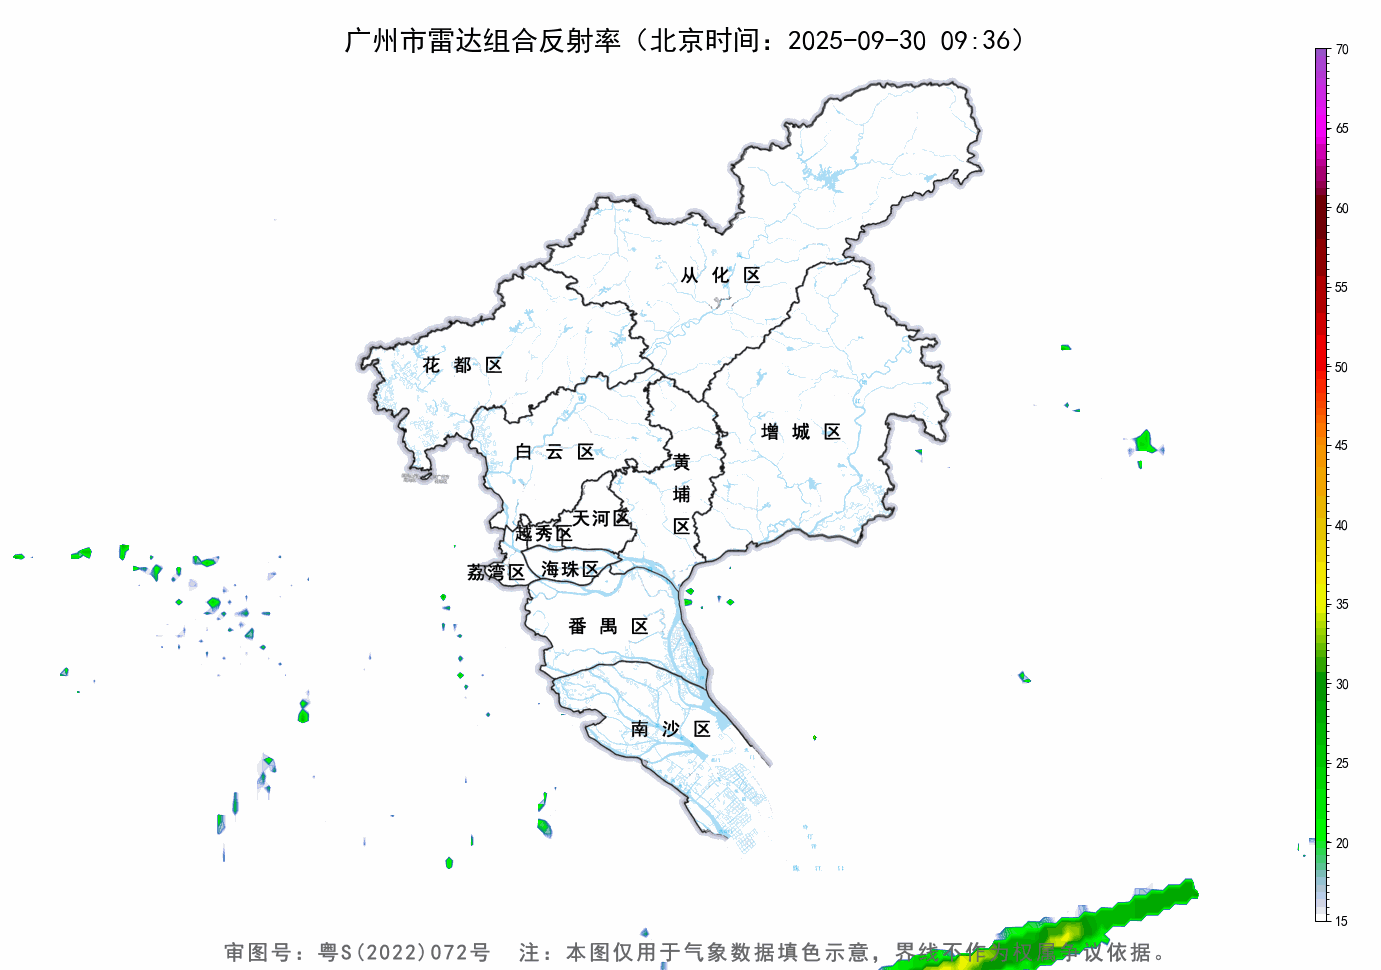 广州市雷达组合反射率（北京时间：2025-09-30 09:36）
70
65
60
55
50
45
40
35
30
25
20
15
从化区
花都区
增城区
白云区
黄埔区
天河区
越秀区
荔湾区
海珠区
番禺区
南沙区
审图号：粤S(2022)072号 注：本图仅用于气象数据填色示意，界线不作为权属争议依据。